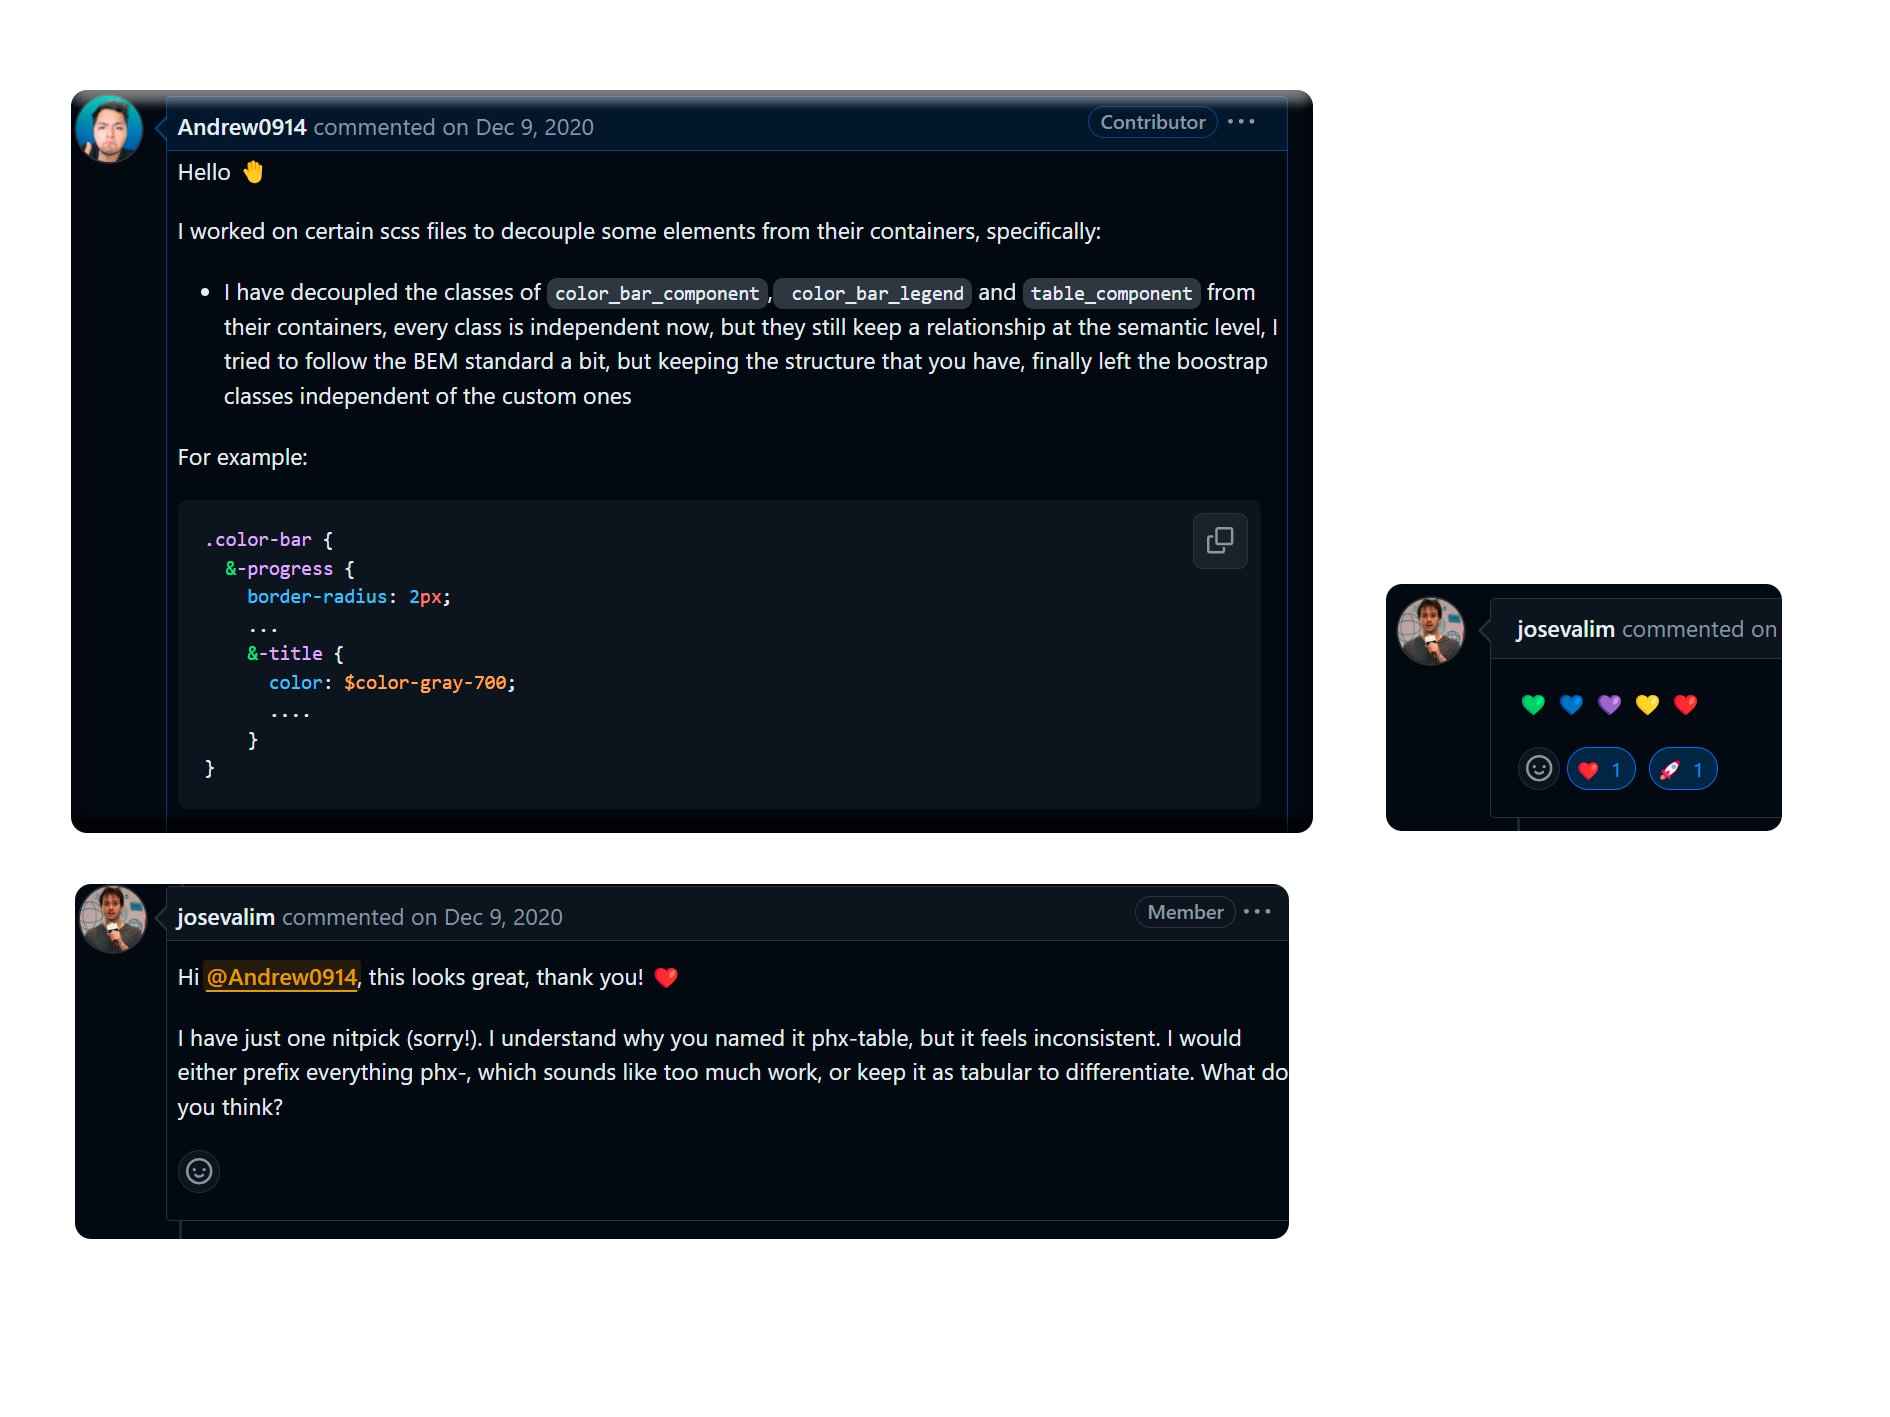 Andrew0914 commented on Dec 9, 2020
Contributor
Hello 🤚
I worked on certain scss files to decouple some elements from their containers, specifically:
• I have decoupled the classes of color_bar_component, color_bar_legend and table_component from
their containers, every class is independent now, but they still keep a relationship at the semantic level, I
tried to follow the BEM standard a bit, but keeping the structure that you have, finally left the boostrap
classes independent of the custom ones
For example:
.color-bar {
&-progress {
border-radius: 2px;
...
&-title {
color: $color-gray-700;
....
}
}
josevalim commented on
💚 💙 💜 💛 ❤️
❤️ 1 🚀 1
josevalim commented on Dec 9, 2020
Member
Hi @Andrew0914, this looks great, thank you! ❤️
I have just one nitpick (sorry!). I understand why you named it phx-table, but it feels inconsistent. I would
either prefix everything phx-, which sounds like too much work, or keep it as tabular to differentiate. What do
you think?